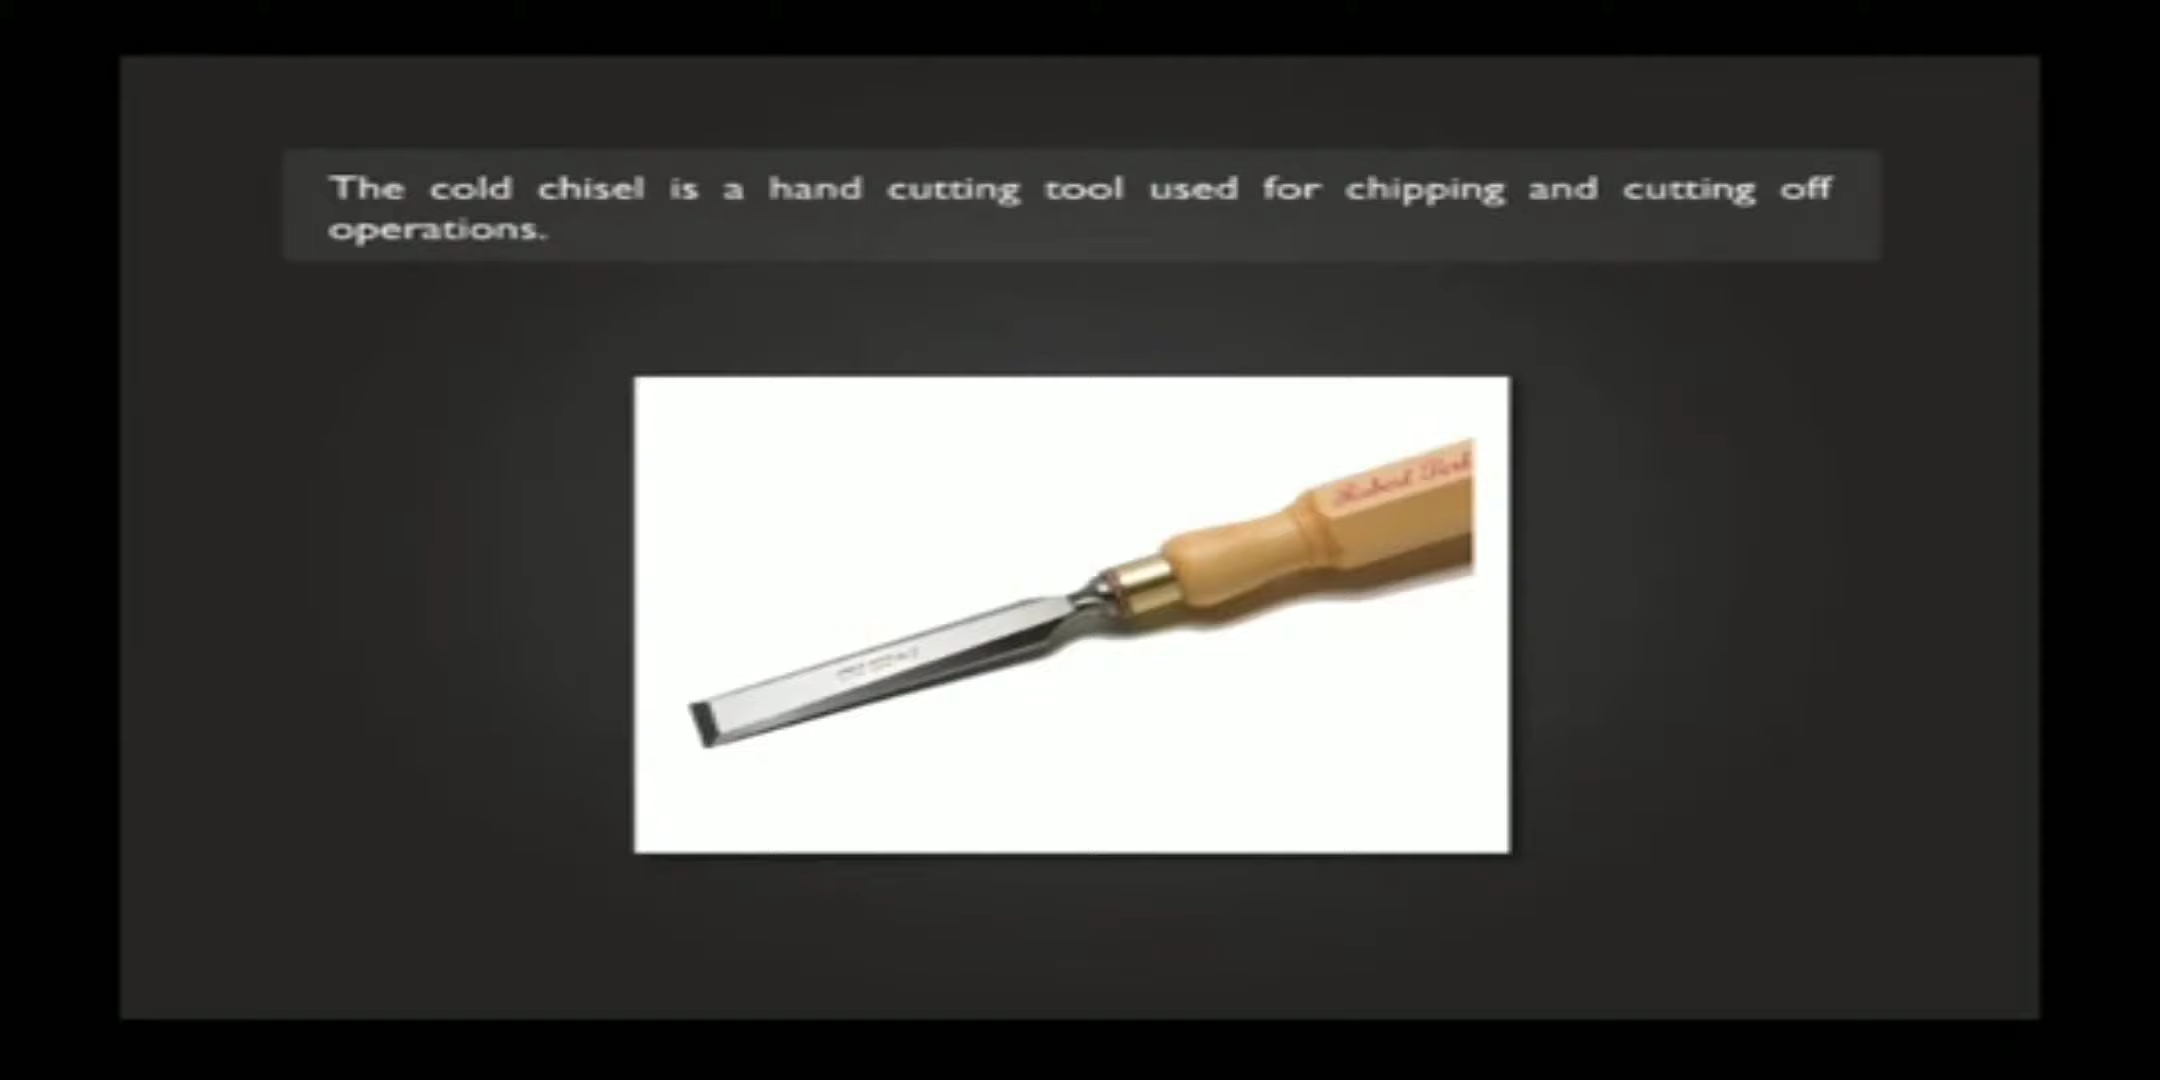 The cold chisel is a hand cutting tool used for chipping and cutting off
operations.